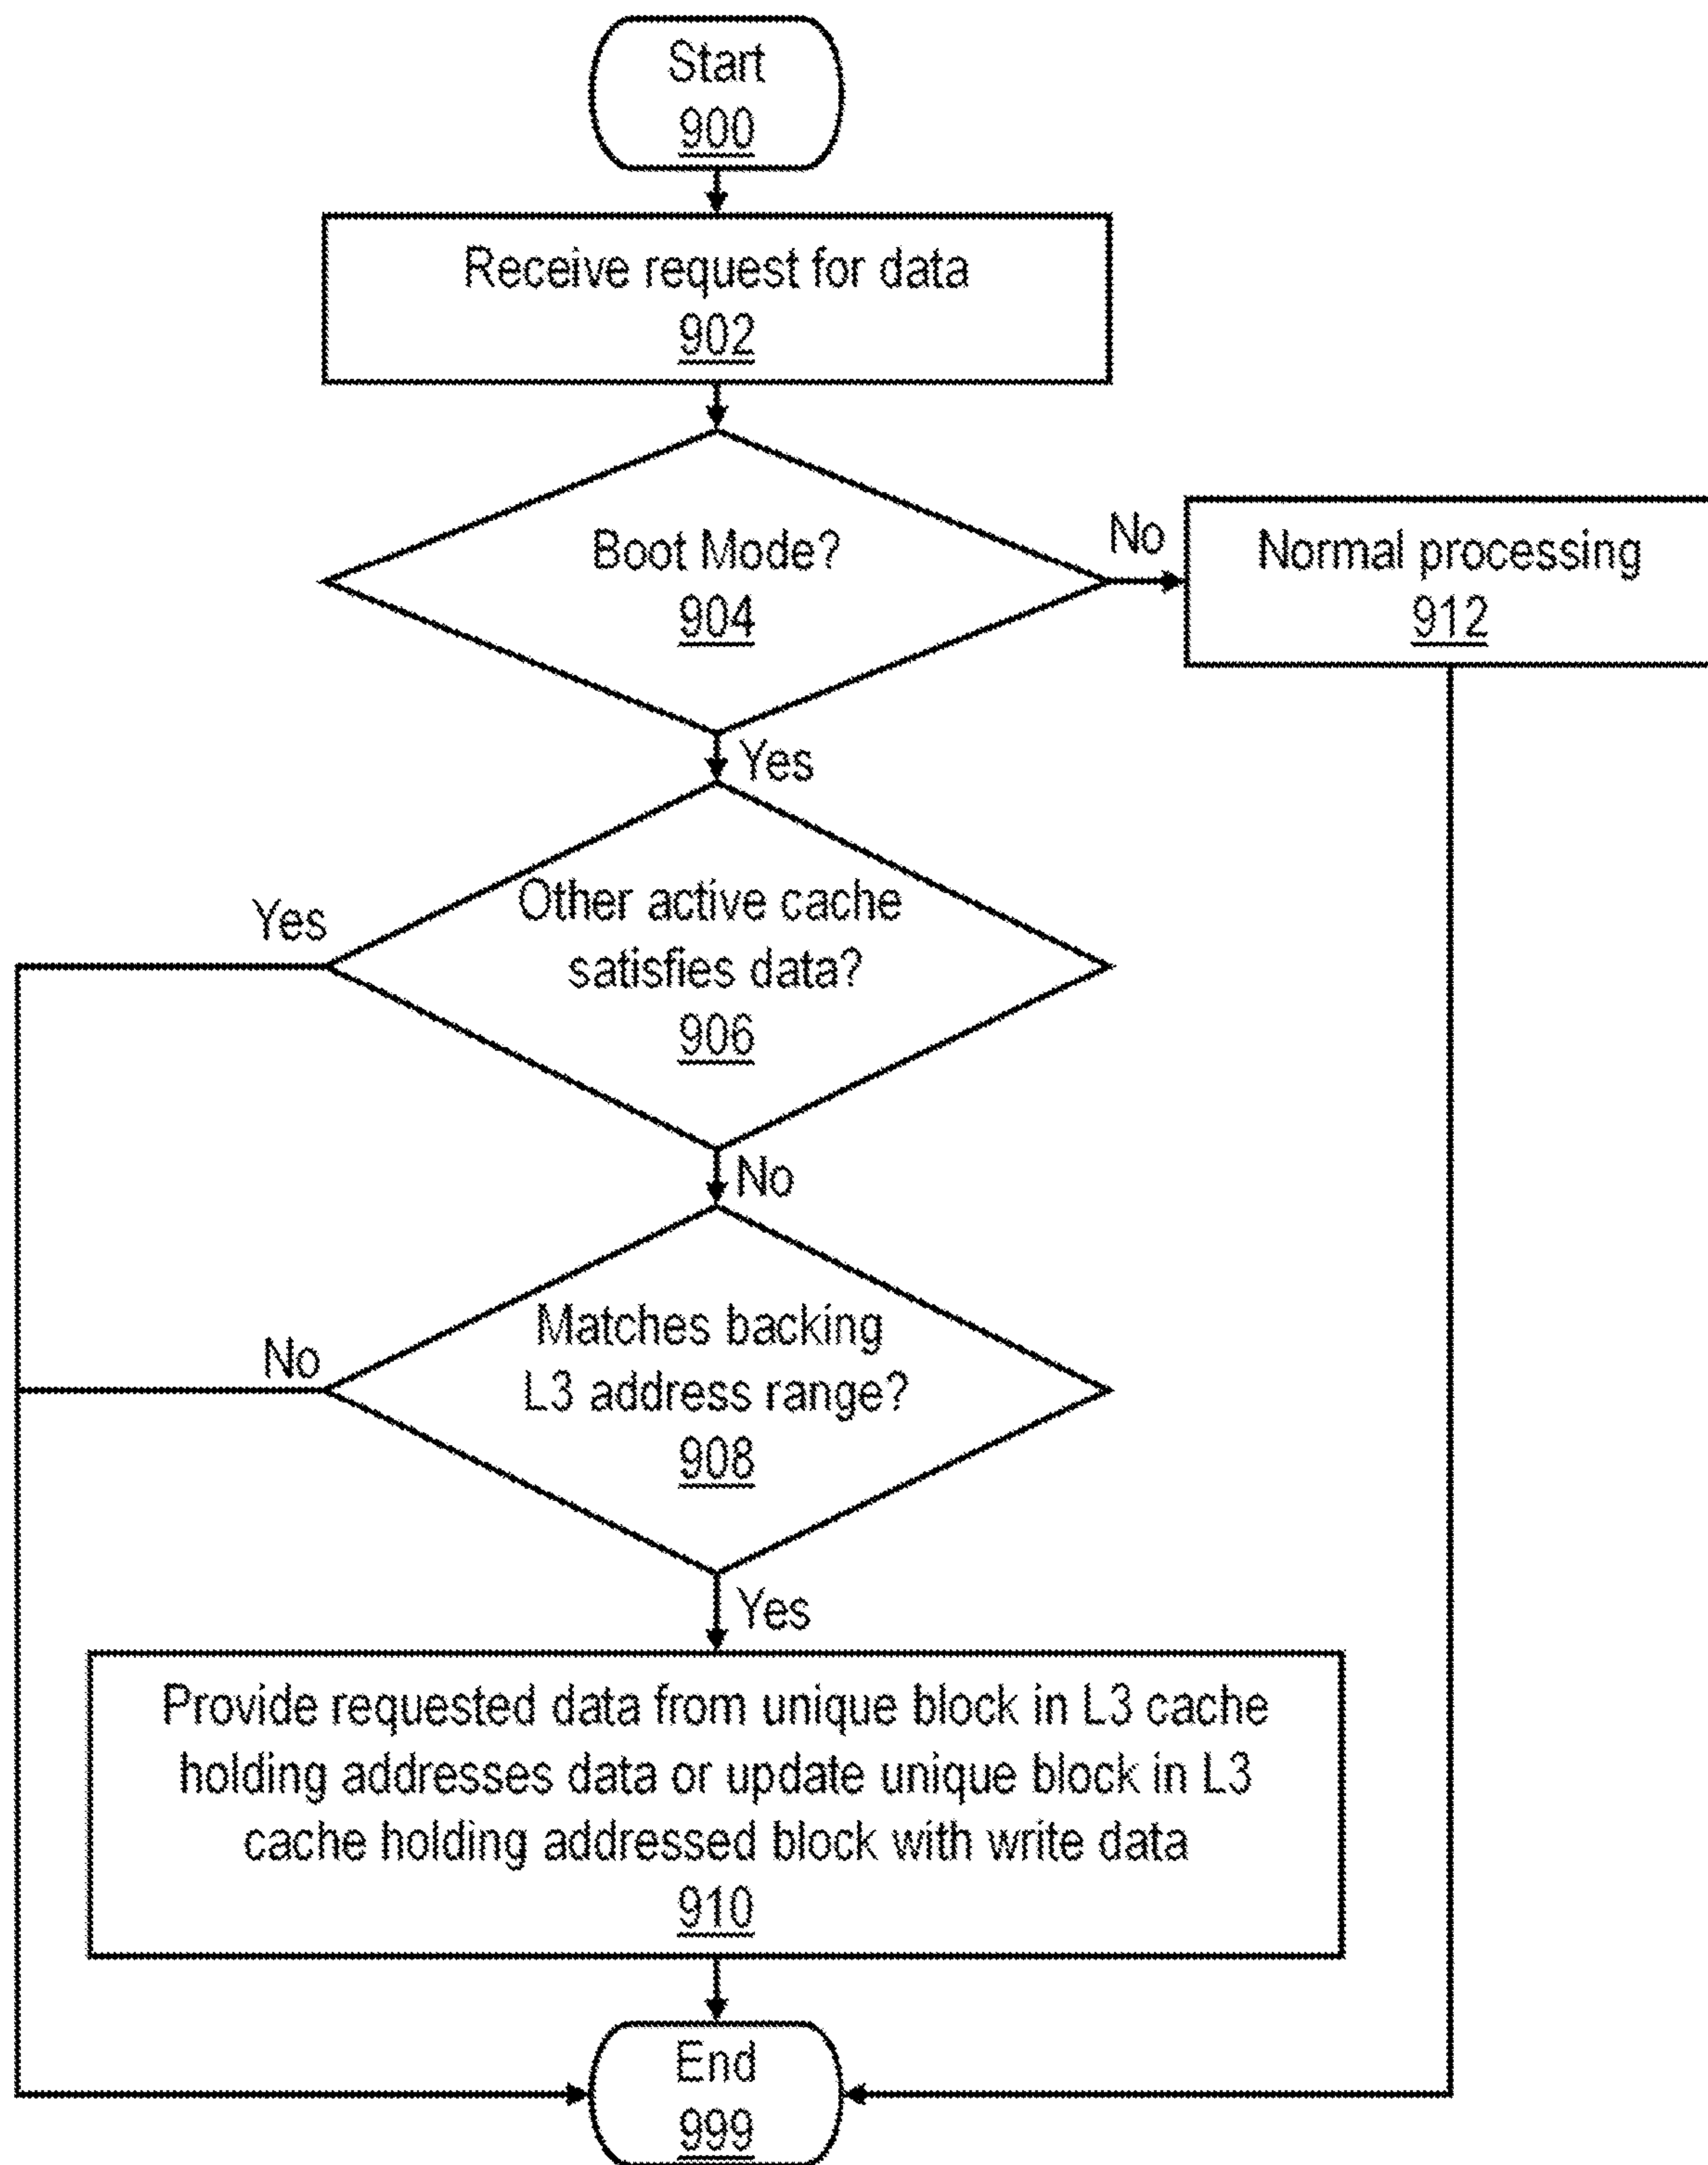 Start
900
Receive request for data
902
Boot Mode?
904
No
Normal processing
912
Yes
Other active cache
satisfies data?
906
Yes
No
Matches backing
L3 address range?
908
No
Yes
Provide requested data from unique block in L3 cache
holding addresses data or update unique block in L3
cache holding addressed block with write data
910
End
999